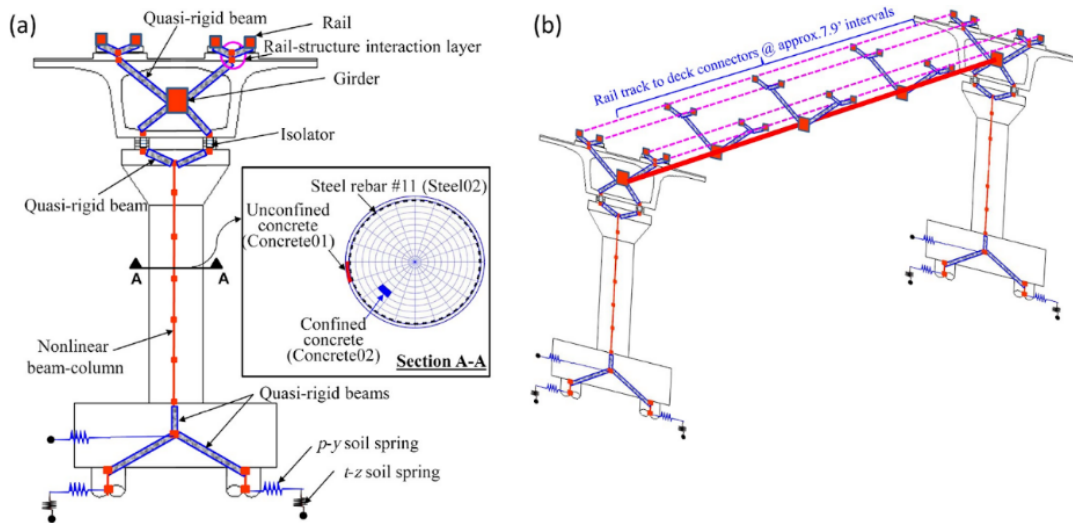 (a)
Quasi-rigid beam
Rail
Rail-structure interaction layer
Girder
Isolator
Quasi-rigid beam
A
A
Steel rebar #11 (Steel02)
Unconfined
concrete
(Concrete01)
Confined
concrete
(Concrete02)
Section A-A
Nonlinear
beam-column
Quasi-rigid beams
p-y soil spring
t-z soil spring
(b)
Rail track to deck connectors @ approx.7.9' intervals